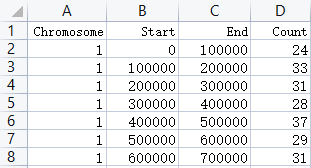 A B C D
1 Chromosome Start End Count
2 1 0 100000 24
3 1 100000 200000 33
4 1 200000 300000 31
5 1 300000 400000 28
6 1 400000 500000 37
7 1 500000 600000 29
8 1 600000 700000 31